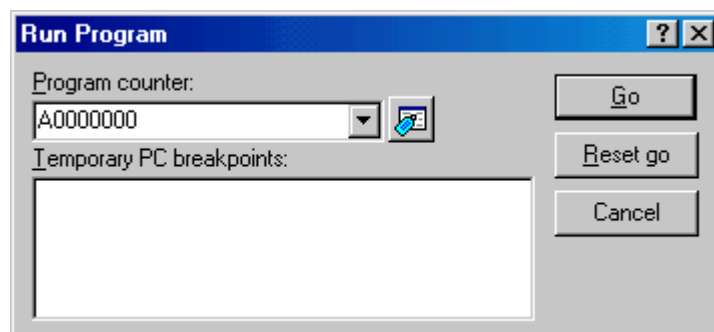 Run Program
Program counter:
A0000000
Temporary PC breakpoints:
Go
Reset go
Cancel